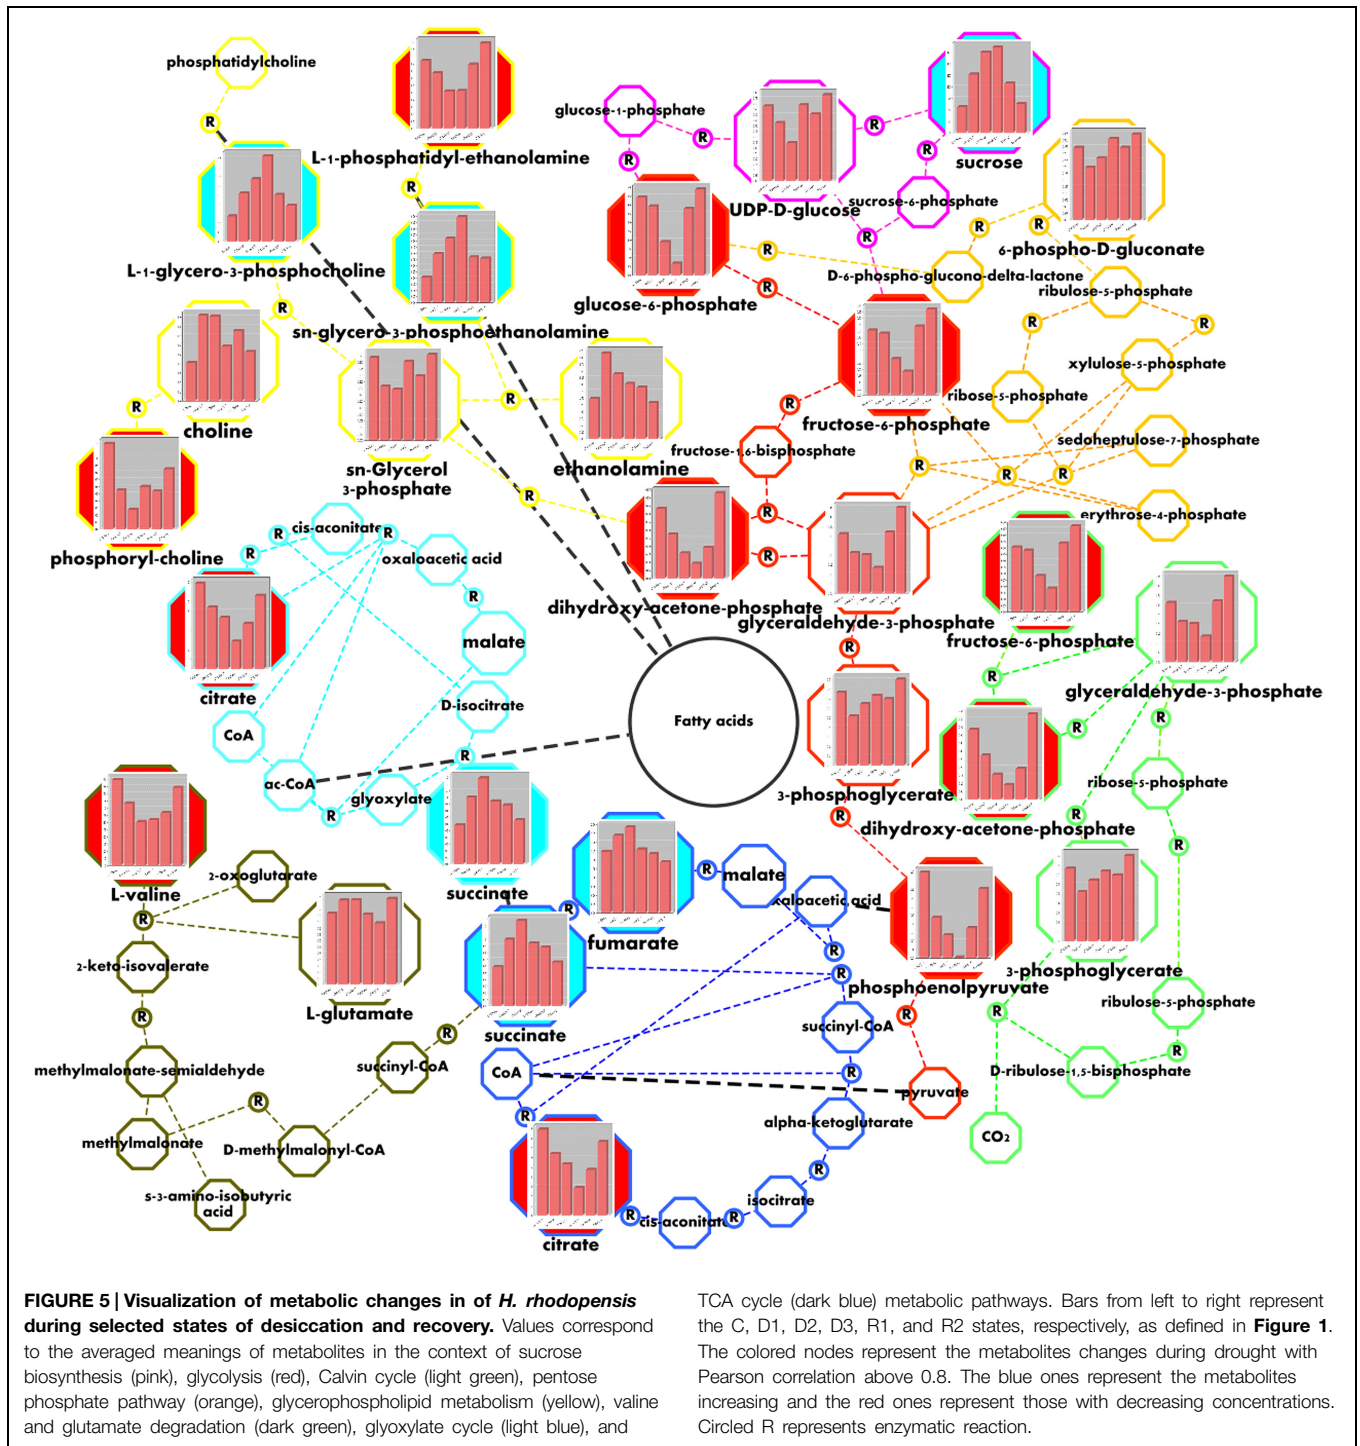 phosphatidylcholine
R
L-1-phosphatidyl-ethanolamine
R
glucose-1-phosphate
R
R
R
sucrose
R
UDP-D-glucose
sucrose-6-phosphate
R
L-1-glycero-3-phosphocholine
R
sn-glycero-3-phosphoethanolamine
glucose-6-phosphate
R
R
R
R
6-phospho-D-gluconate
D-6-phospho-glucono-delta-lactone
ribulose-5-phosphate
R
R
xylulose-5-phosphate
ribose-5-phosphate
choline
R
R
sn-Glycerol
3-phosphate
ethanolamine
R
fructose-6-phosphate
R
fructose-1,6-bisphosphate
sedoheptulose-7-phosphate
R
R
R
erythrose-4-phosphate
phosphoryl-choline
R
R
R
dihydroxy-acetone-phosphate
glyceraldehyde-3-phosphate
fructose-6-phosphate
glyceraldehyde-3-phosphate
cis-aconitate
R
R
R
oxaloacetic acid
R
malate
citrate
D-isocitrate
CoA
R
ac-CoA
glyoxylate
R
succinate
Fatty acids
R
3-phosphoglycerate
R
R
R
R
ribose-5-phosphate
dihydroxy-acetone-phosphate
R
R
L-valine
2-oxoglutarate
R
L-glutamate
2-keto-isovalerate
R
methylmalonate-semialdehyde
methylmalonate
R
D-methylmalonyl-CoA
succinyl-CoA
R
s-3-amino-isobutyric
acid
fumarate
R
R
malate
oxaloacetic acid
R
R
succinate
succinyl-CoA
CoA
R
R
alpha-ketoglutarate
R
isocitrate
R
cis-aconitate
R
citrate
phosphoenolpyruvate
R
pyruvate
3-phosphoglycerate
ribulose-5-phosphate
R
R
D-ribulose-1,5-bisphosphate
CO2
FIGURE 5 | Visualization of metabolic changes in of H. rhodopensis
during selected states of desiccation and recovery. Values correspond
to the averaged meanings of metabolites in the context of sucrose
biosynthesis (pink), glycolysis (red), Calvin cycle (light green), pentose
phosphate pathway (orange), glycerophospholipid metabolism (yellow), valine
and glutamate degradation (dark green), glyoxylate cycle (light blue), and
TCA cycle (dark blue) metabolic pathways. Bars from left to right represent
the C, D1, D2, D3, R1, and R2 states, respectively, as defined in Figure 1.
The colored nodes represent the metabolites changes during drought with
Pearson correlation above 0.8. The blue ones represent the metabolites
increasing and the red ones represent those with decreasing concentrations.
Circled R represents enzymatic reaction.